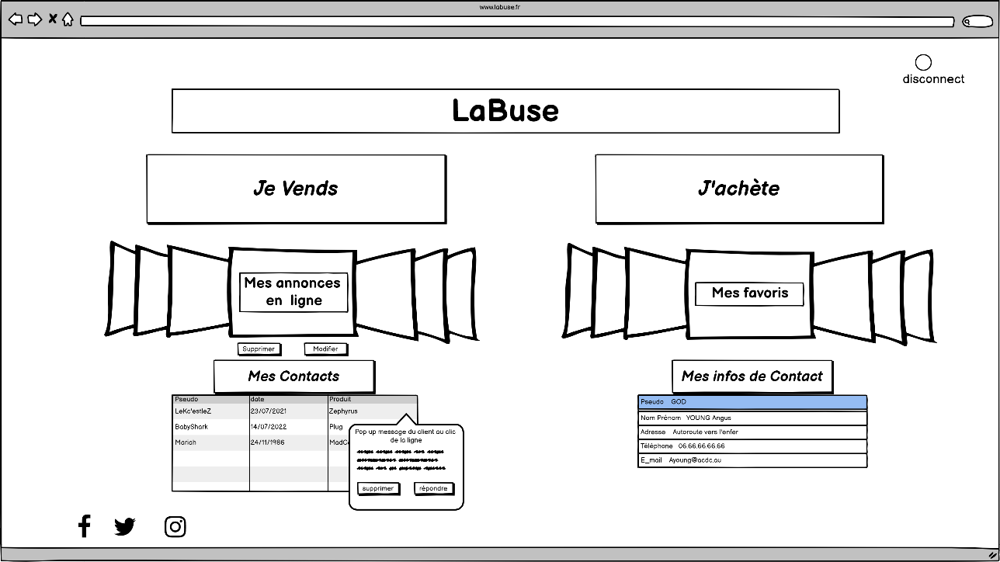 www.labuse.fr
disconnect
LaBuse
Je Vends
J'achète
Mes annonces
en ligne
Mes favoris
Supprimer Modifier
Mes Contacts
Mes infos de Contact
Pseudo date Produit
LeKc'estleZ 23/07/2021 Zephyrus
BabyShark 14/07/2022 Plug
Mariah 24/11/1986
Pop up message du client au clic
de la ligne
supprimer répondre
Pseudo GOD
Nom Prénom YOUNG Angus
Adresse Autoroute vers l'enfer
Téléphone 06.66.66.66.66
E_mail Ayoung@acdc.au